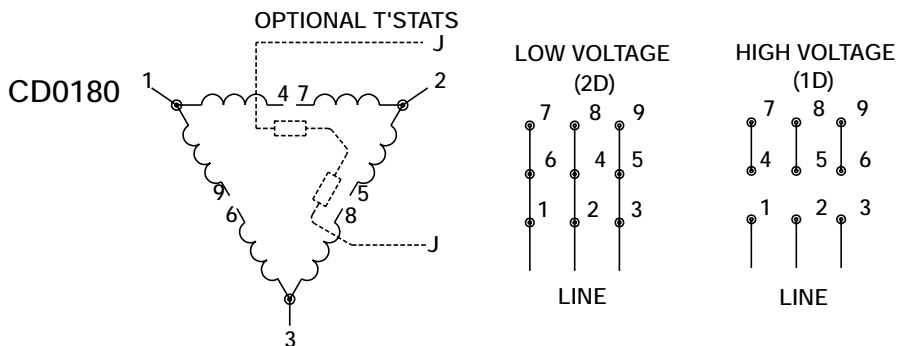 OPTIONAL T'STATS
J
CD0180
1
4 7
2
9
6
5
8
J
3
LOW VOLTAGE
(2D)
7 8 9
6 4 5
1 2 3
LINE
HIGH VOLTAGE
(1D)
7 8 9
4 5 6
1 2 3
LINE